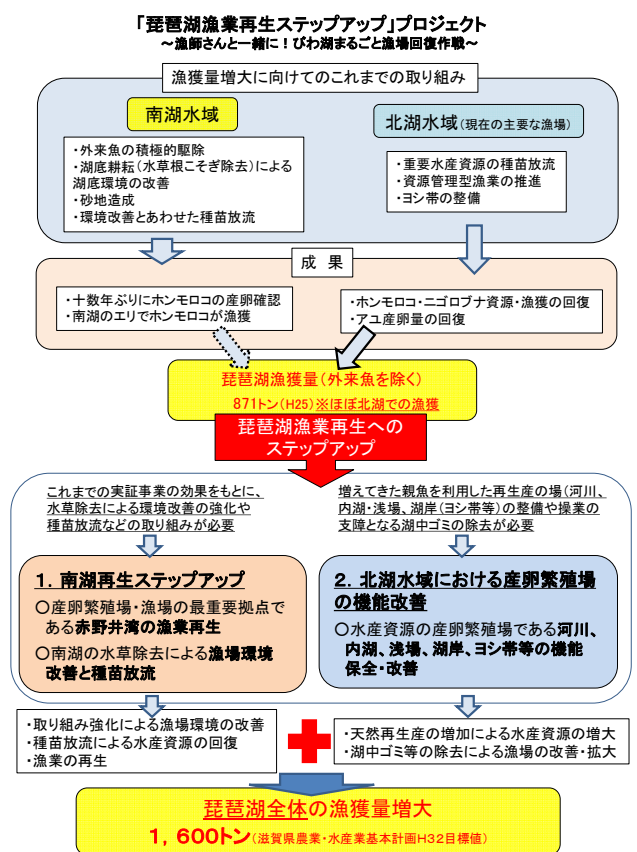 「琵琶湖漁業再生ステップアップ」プロジェクト
～漁師さんと一緒に！びわ湖まるごと漁場回復作戦～
漁獲量増大に向けてのこれまでの取り組み
南湖水域
・外来魚の積極的駆除
・湖底耕耘（水草根こそぎ除去）による
湖底環境の改善
・砂地造成
・環境改善とあわせた種苗放流
北湖水域（現在の主要な漁場）
・重要水産資源の種苗放流
・資源管理型漁業の推進
・ヨシ帯の整備
成　果
・十数年ぶりにホンモロコの産卵確認
・南湖のエリでホンモロコが漁獲
・ホンモロコ・ニゴロブナ資源・漁獲の回復
・アユ産卵量の回復
琵琶湖漁獲量（外来魚を除く）
871トン（H25）※ほぼ北湖での漁獲
琵琶湖漁業再生への
ステップアップ
これまでの実証事業の効果をもとに、
水草除去による環境改善の強化や
種苗放流などの取り組みが必要
増えてきた親魚を利用した再生産の場（河川、
内湖・浅場、湖岸（ヨシ帯等）の整備や操業の
支障となる湖中ゴミの除去が必要
１．南湖再生ステップアップ
○産卵繁殖場・漁場の最重要拠点で
ある赤野井湾の漁業再生
○南湖の水草除去による漁場環境
改善と種苗放流
２．北湖水域における産卵繁殖場
の機能改善
○水産資源の産卵繁殖場である河川、
内湖、浅場、湖岸、ヨシ帯等の機能
保全・改善
・取り組み強化による漁場環境の改善
・種苗放流による水産資源の回復
・漁業の再生
・天然再生産の増加による水産資源の増大
・湖中ゴミ等の除去による漁場の改善・拡大
琵琶湖全体の漁獲量増大
１，６００トン（滋賀県農業・水産業基本計画H32目標値）